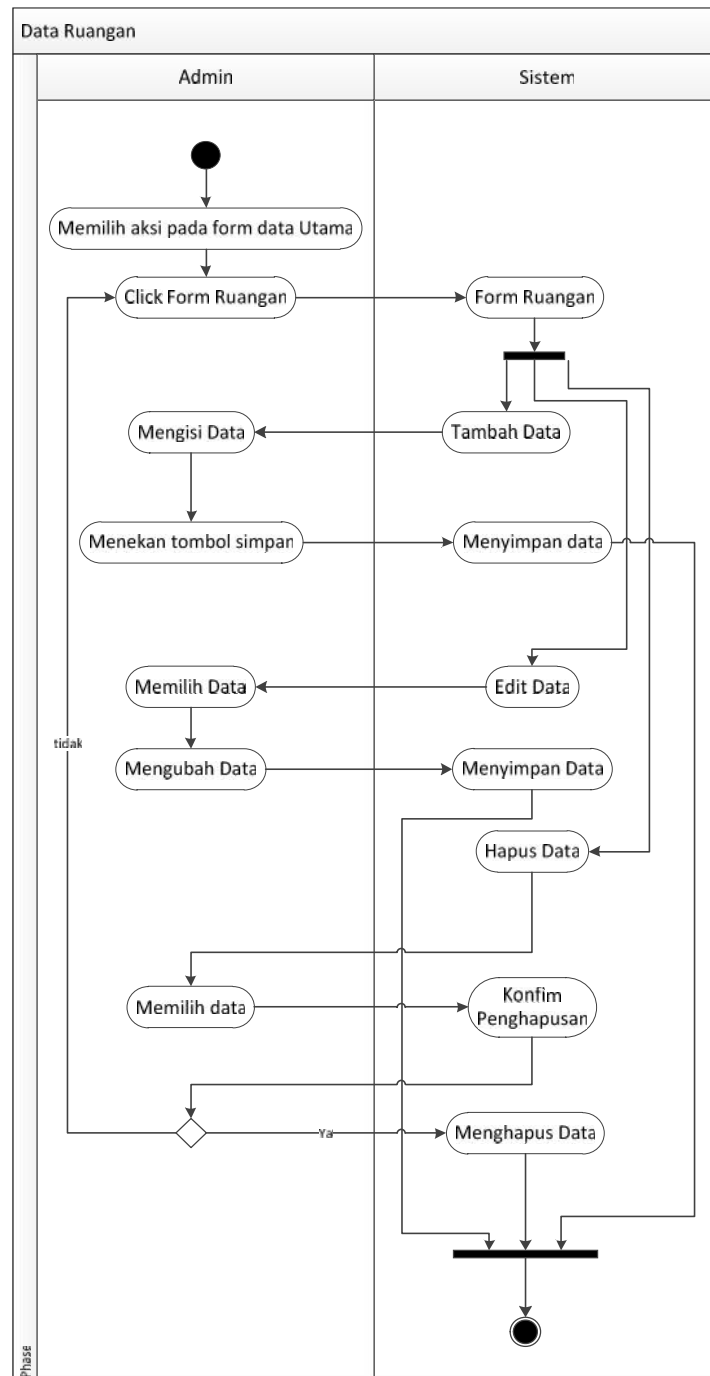 Data Ruangan
Admin
Sistem
Memilih aksi pada form data Utama
Click Form Ruangan
Form Ruangan
Mengisi Data
Tambah Data
Menekan tombol simpan
Menyimpan data
Memilih Data
Edit Data
tidak
Mengubah Data
Menyimpan Data
Hapus Data
Memilih data
Konfim
Penghapusan
Ya
Menghapus Data
Phase